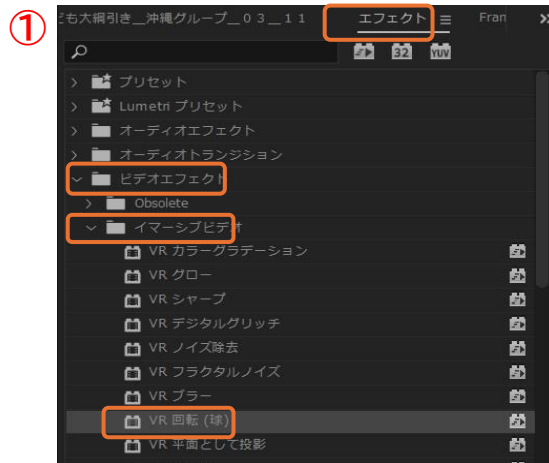 ①
ども大綱引き__沖縄グループ__０３__１１ エフェクト Fran
32 YUV
プリセット
Lumetri プリセット
オーディオエフェクト
オーディオトランジション
ビデオエフェクト
Obsolete
イマーシブビデオ
VR カラーグラデーション
VR グロー
VR シャープ
VR デジタルグリッチ
VR ノイズ除去
VR フラクタルノイズ
VR ブラー
VR 回転 (球)
VR 平面として投影